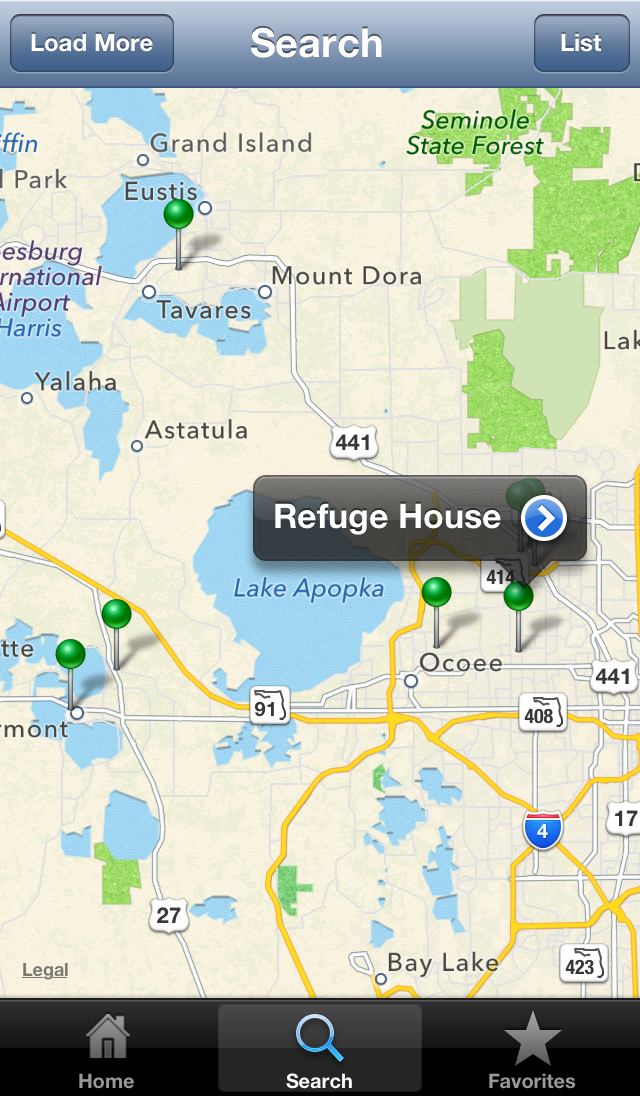 Load More
Search
List
Seminole
State Forest
Grand Island
iffin
l Park
Eustis
eesburg
rnational
Airport
Harris
Mount Dora
Tavares
Lak
Yalaha
Astatula
441
Refuge House
414
Lake Apopka
tte
Ocoee
441
91
408
rmont
17
4
27
Bay Lake
423
Legal
Home
Search
Favorites